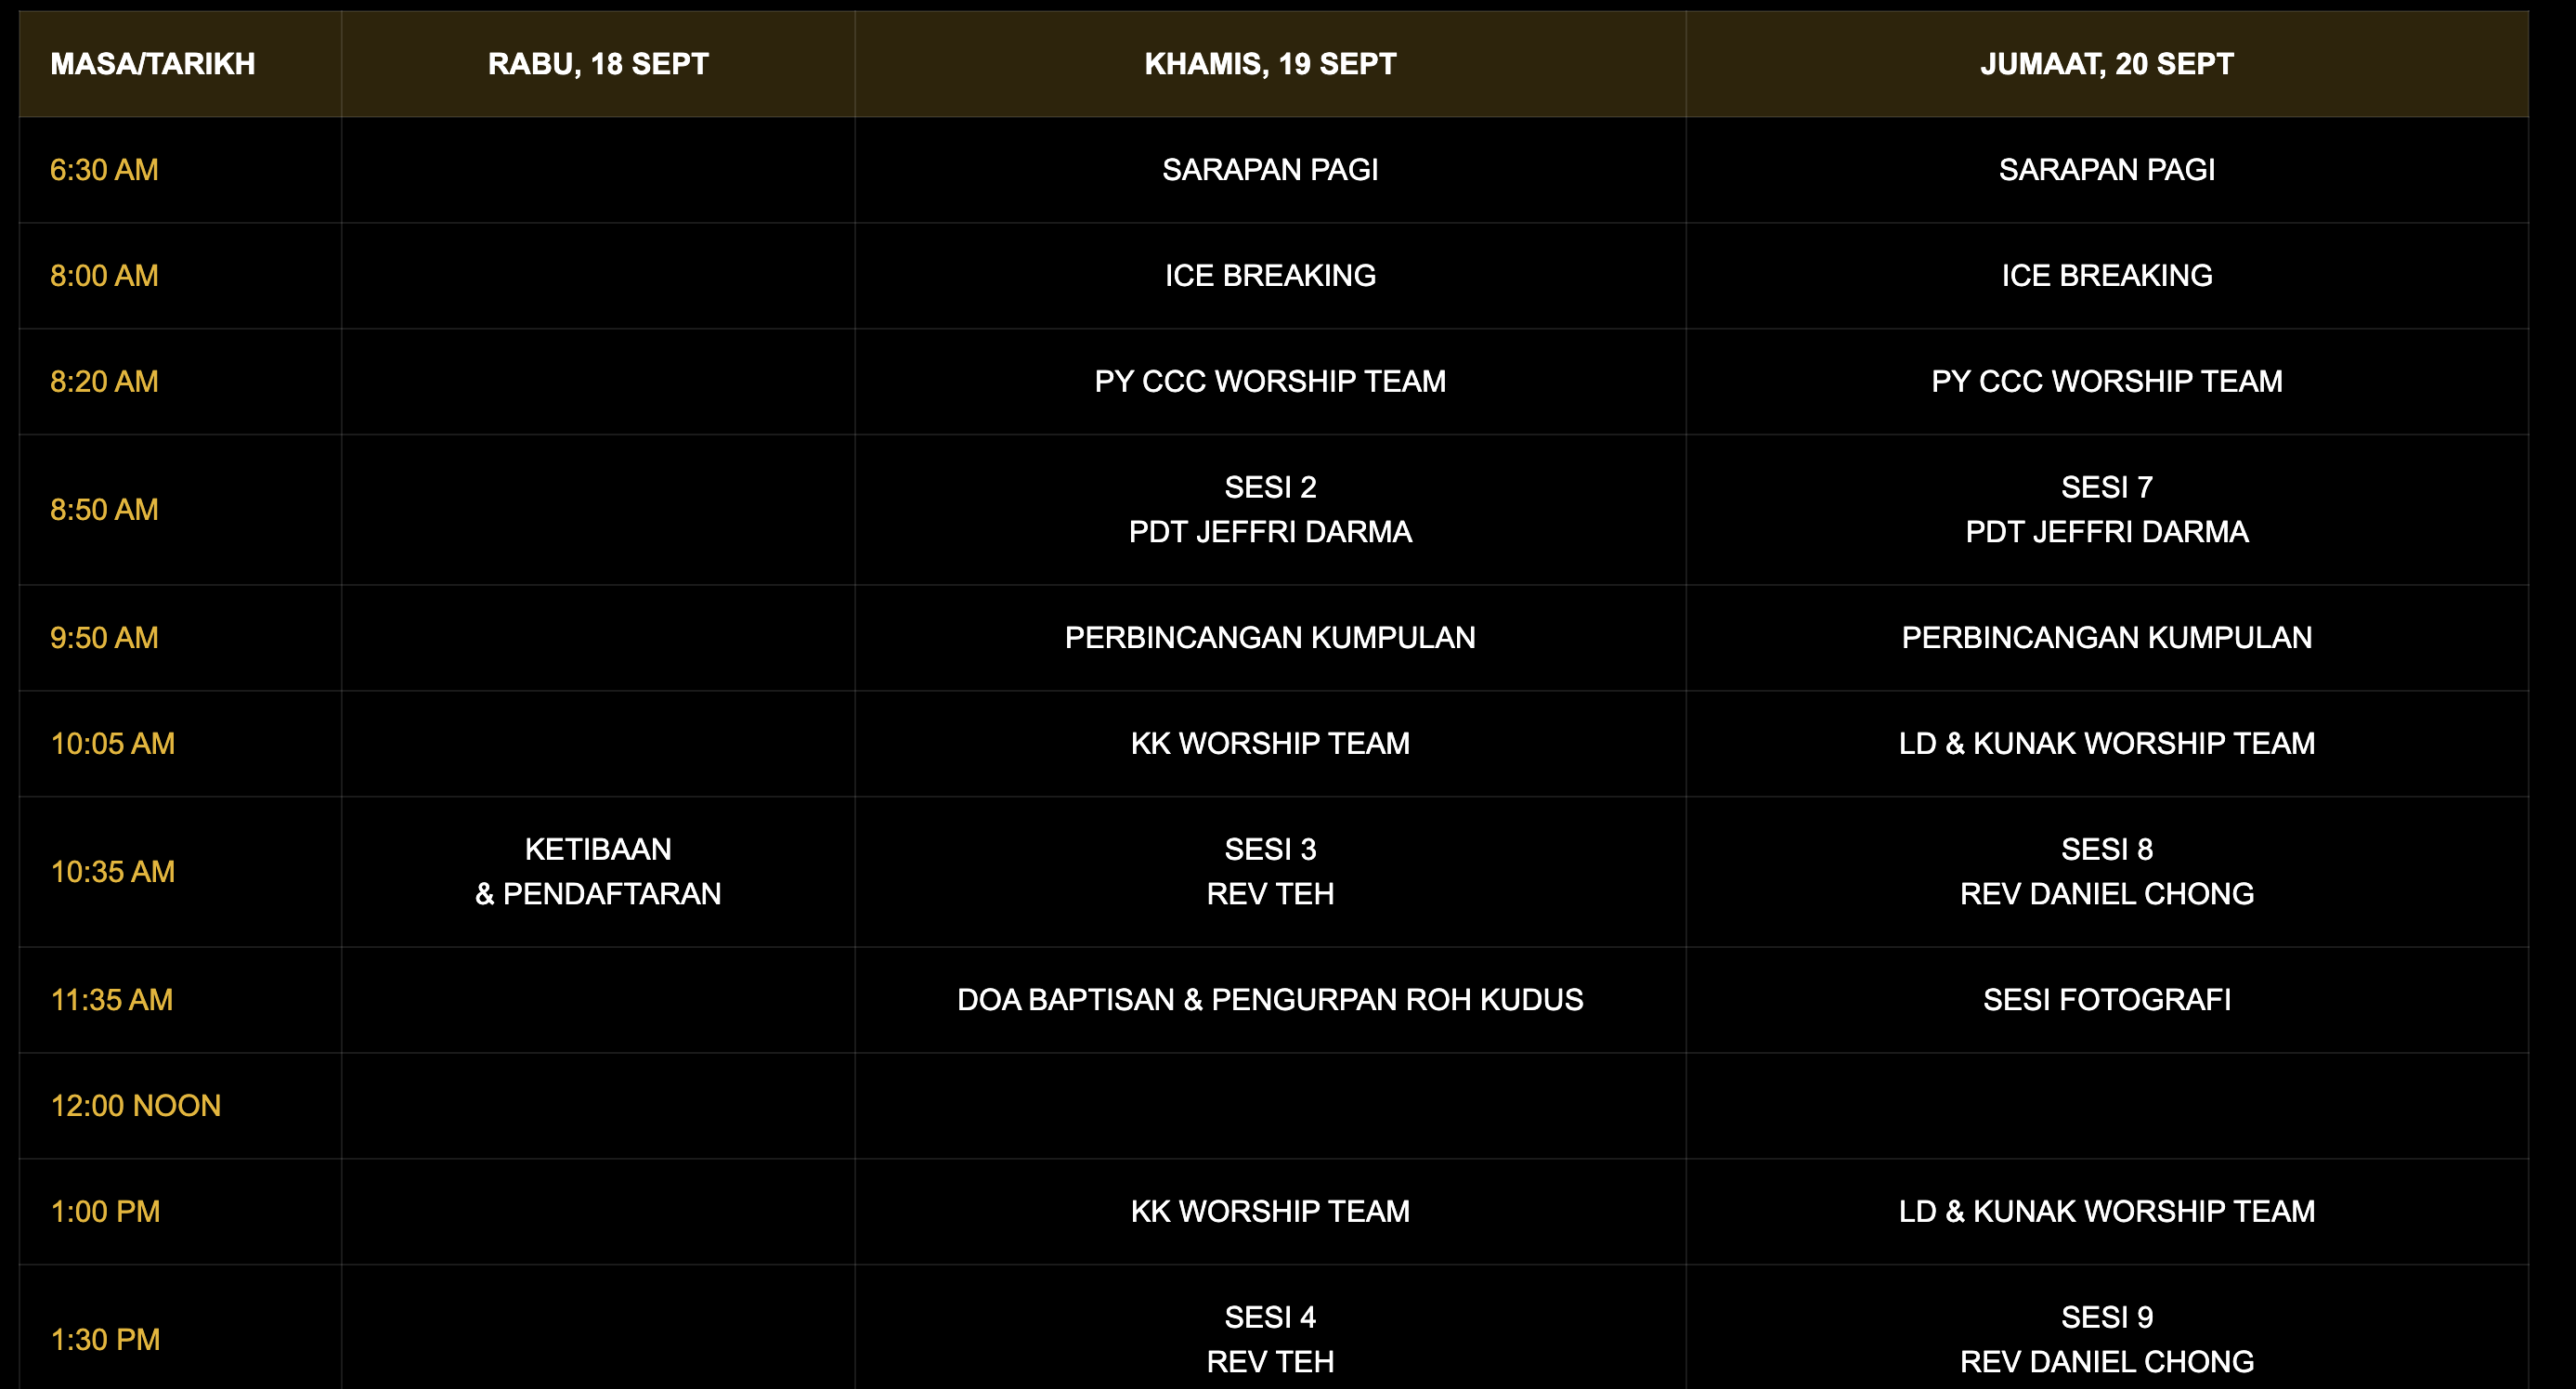 MASA/TARIKH RABU, 18 SEPT KHAMIS, 19 SEPT JUMAAT, 20 SEPT
6:30 AM SARAPAN PAGI SARAPAN PAGI
8:00 AM ICE BREAKING ICE BREAKING
8:20 AM PY CCC WORSHIP TEAM PY CCC WORSHIP TEAM
8:50 AM
SESI 2
PDT JEFFRI DARMA
SESI 7
PDT JEFFRI DARMA
9:50 AM PERBINCANGAN KUMPULAN PERBINCANGAN KUMPULAN
10:05 AM KK WORSHIP TEAM LD & KUNAK WORSHIP TEAM
10:35 AM
KETIBAAN
& PENDAFTARAN
SESI 3
REV TEH
SESI 8
REV DANIEL CHONG
11:35 AM DOA BAPTISAN & PENGURPAN ROH KUDUS SESI FOTOGRAFI
12:00 NOON
1:00 PM KK WORSHIP TEAM LD & KUNAK WORSHIP TEAM
1:30 PM
SESI 4
REV TEH
SESI 9
REV DANIEL CHONG